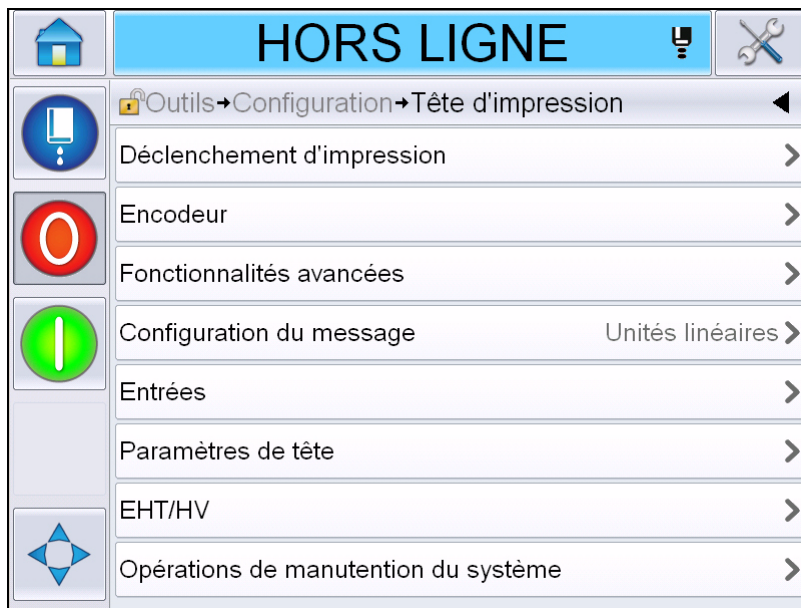 HORS LIGNE
Outils→Configuration→Tête d'impression
Déclenchement d'impression
Encodeur
Fonctionnalités avancées
Configuration du message Unités linéaires
Entrées
Paramètres de tête
EHT/HV
Opérations de manutention du système